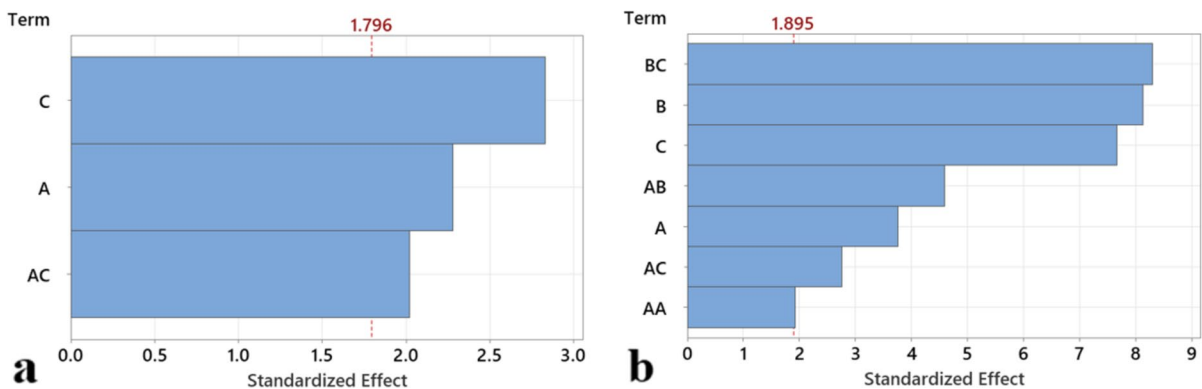 Term
1.796
C
A
AC
0.0 0.5 1.0 1.5 2.0 2.5 3.0
Standardized Effect
a
Term
1.895
BC
B
C
AB
A
AC
AA
0 1 2 3 4 5 6 7 8 9
Standardized Effect
b